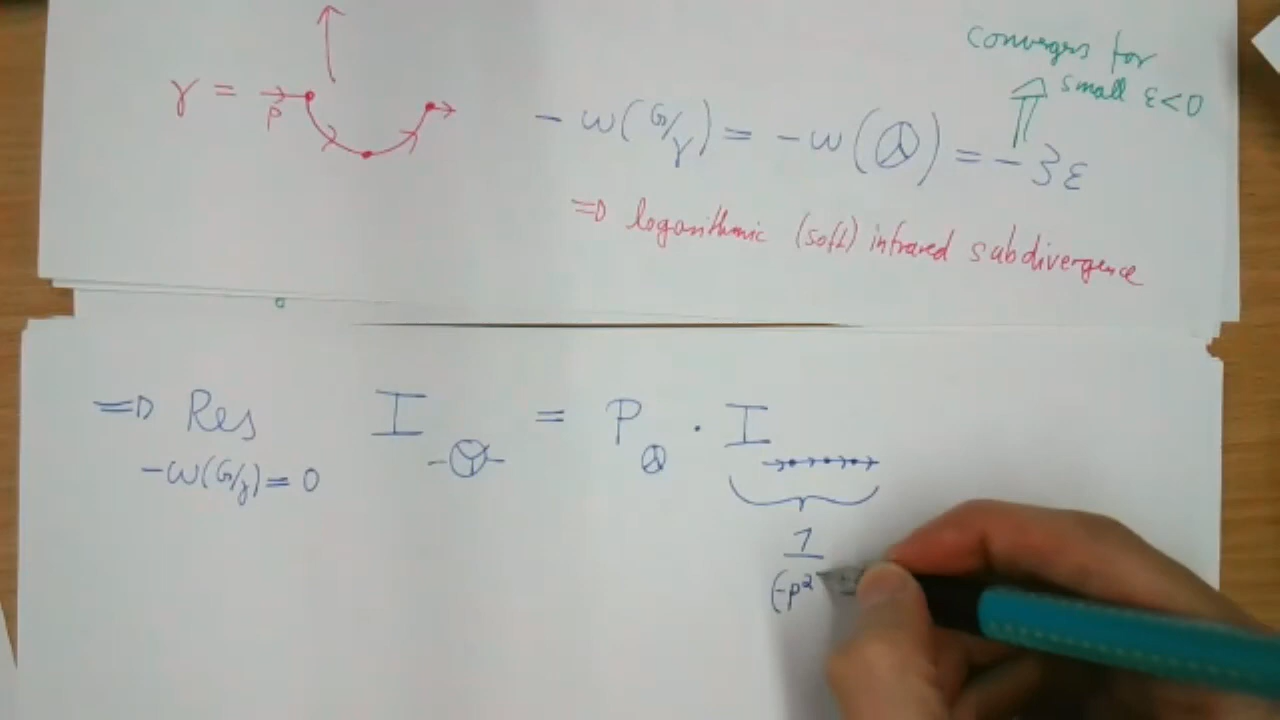 converges for
small ε<0
γ = p
-ω(G/γ) = -ω( ) = -3ε
=> logarithmic (soft) infrared subdivergence
=> Res I = P · I
-ω(G/γ)=0
1
(-p²